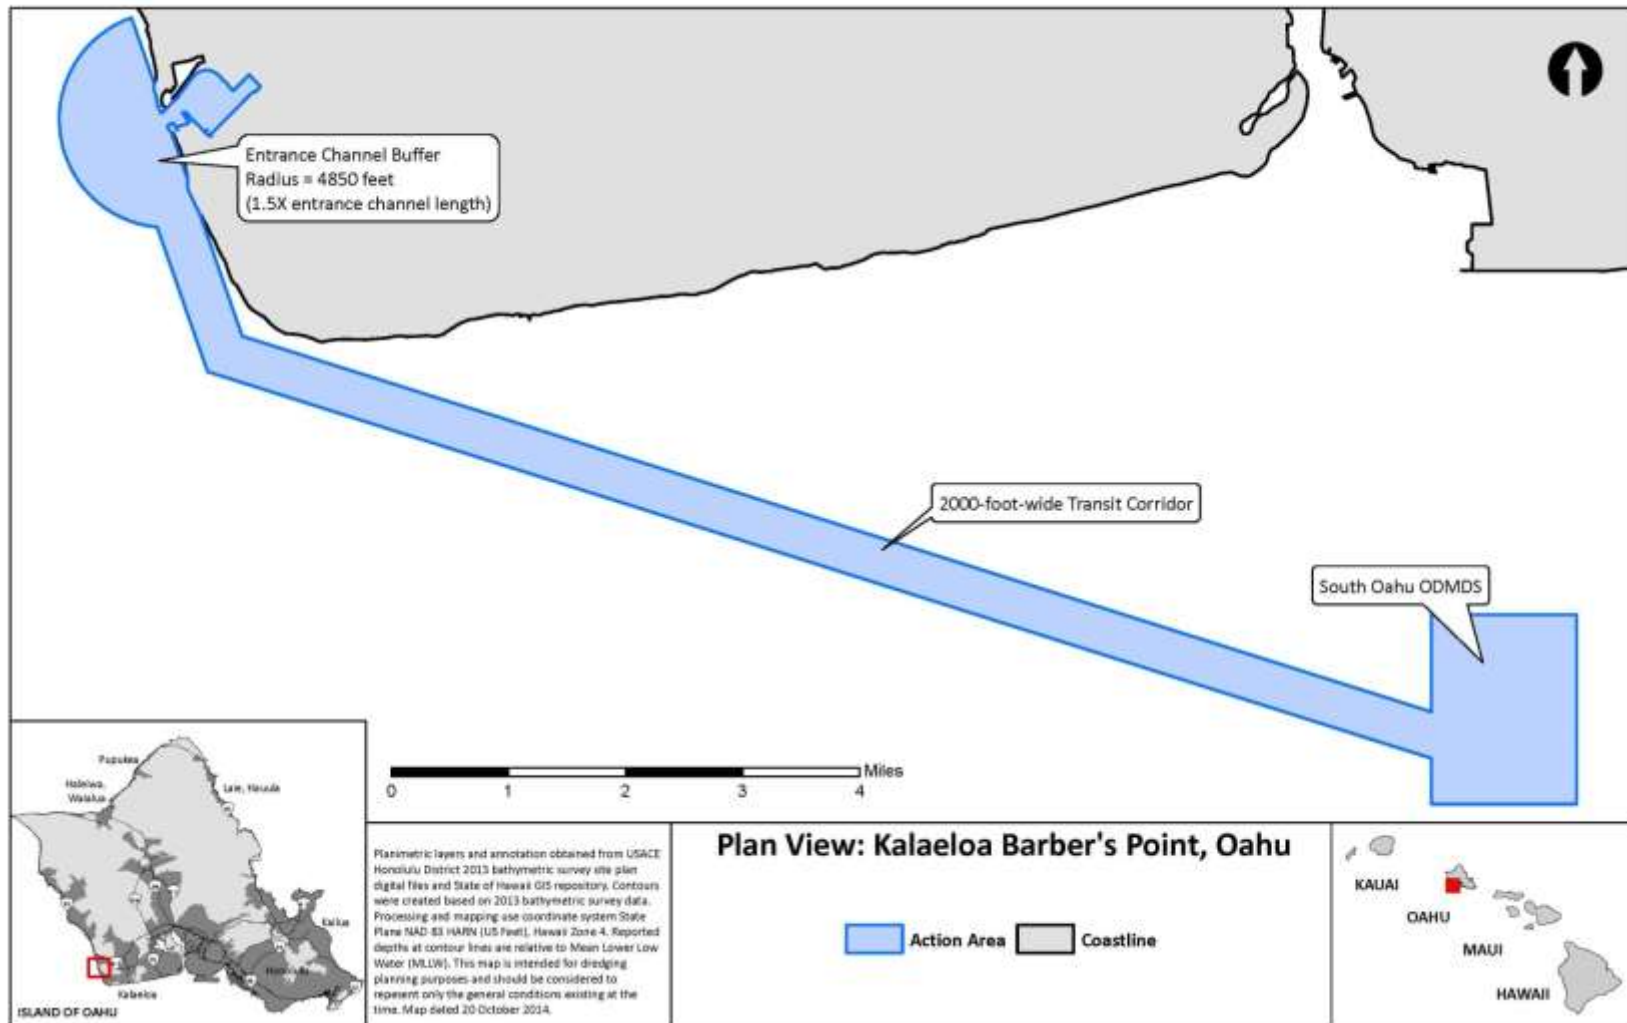 Entrance Channel Buffer
Radius = 4850 feet
(1.5X entrance channel length)
2000-foot-wide Transit Corridor
South Oahu ODMDS
Miles
0 1 2 3 4
Pupukea
Haleiwa,
Waialua
Laie, Hauula
Kailua
Honolulu
Kalaeloa
ISLAND OF OAHU
Planimetric layers and annotation obtained from USACE
Honolulu District 2013 bathymetric survey site plan
digital files and State of Hawaii GIS repository. Contours
were created based on 2013 bathymetric survey data.
Processing and mapping use coordinate system State
Plane NAD 83 HARN (US Feet), Hawaii Zone 4. Reported
depths at contour lines are relative to Mean Lower Low
Water (MLLW). This map is intended for dredging
planning purposes and should be considered to
repesent only the general conditions existing at the
time. Map dated 20 October 2014.
Plan View: Kalaeloa Barber's Point, Oahu
Action Area
Coastline
KAUAI
OAHU
MAUI
HAWAII